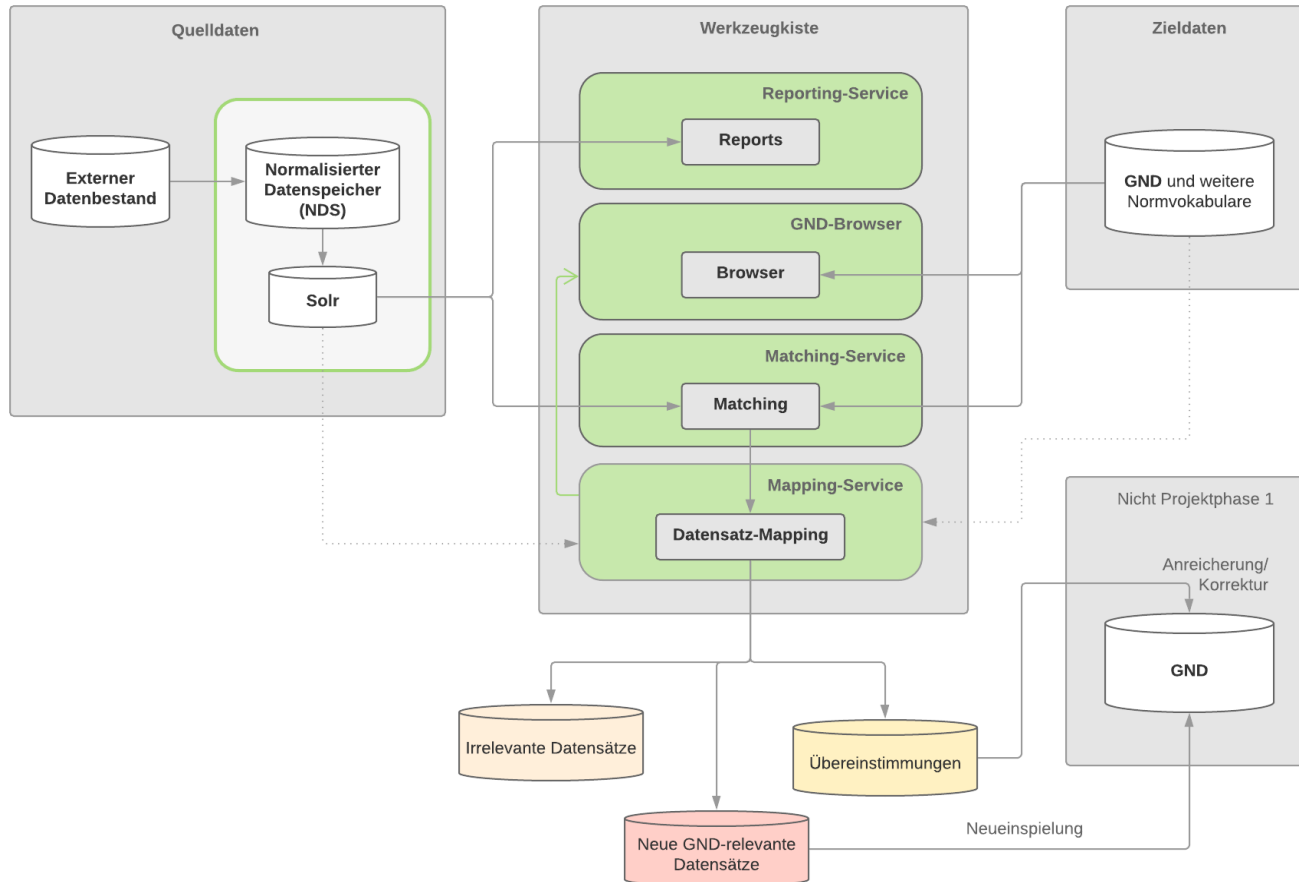 Quelldaten
Externer
Datenbestand
Normalisierter
Datenspeicher
(NDS)
Solr
Werkzeugkiste
Reporting-Service
Reports
GND-Browser
Browser
Matching-Service
Matching
Mapping-Service
Datensatz-Mapping
Zieldaten
GND und weitere
Normvokabulare
Nicht Projektphase 1
Anreicherung/
Korrektur
GND
Irrelevante Datensätze
Übereinstimmungen
Neue GND-relevante
Datensätze
Neueinspielung